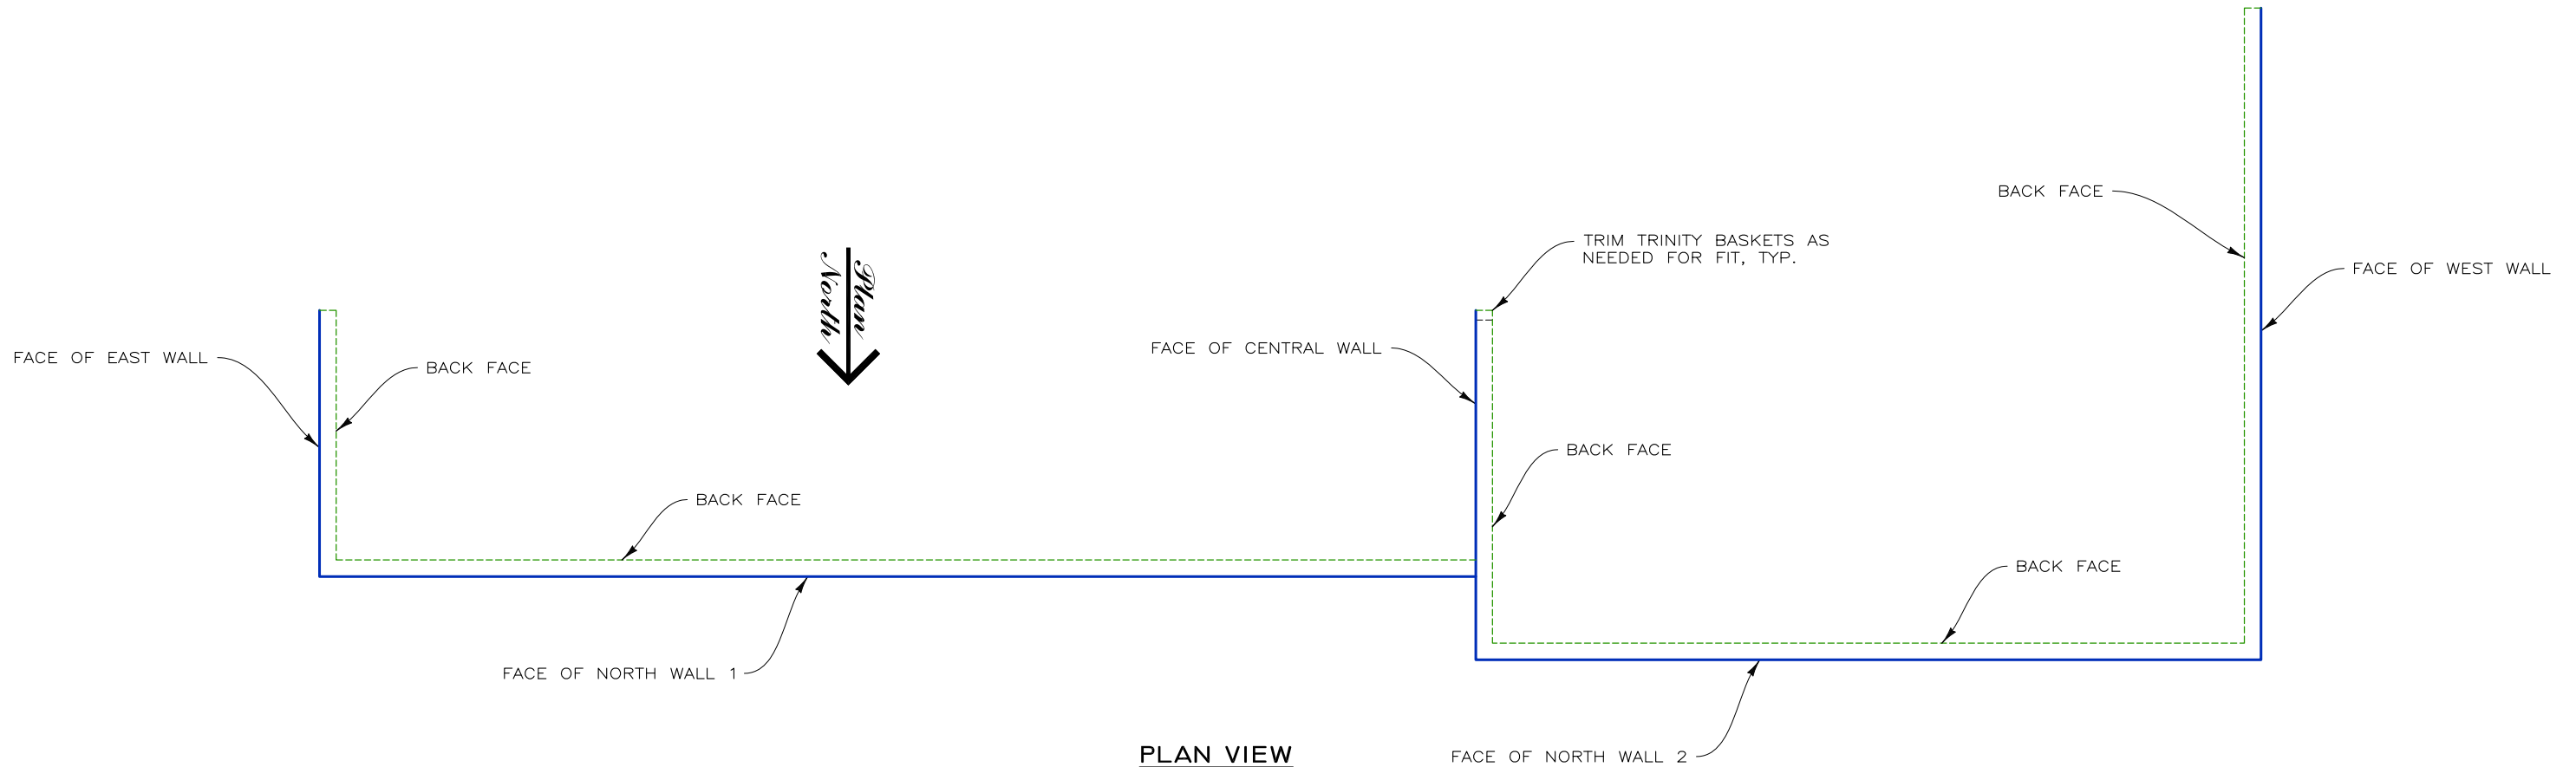 BACK FACE
TRIM TRINITY BASKETS AS
NEEDED FOR FIT, TYP.
FACE OF WEST WALL
Plan
North
FACE OF EAST WALL
BACK FACE
FACE OF CENTRAL WALL
BACK FACE
BACK FACE
BACK FACE
FACE OF NORTH WALL 1
FACE OF NORTH WALL 2
PLAN VIEW